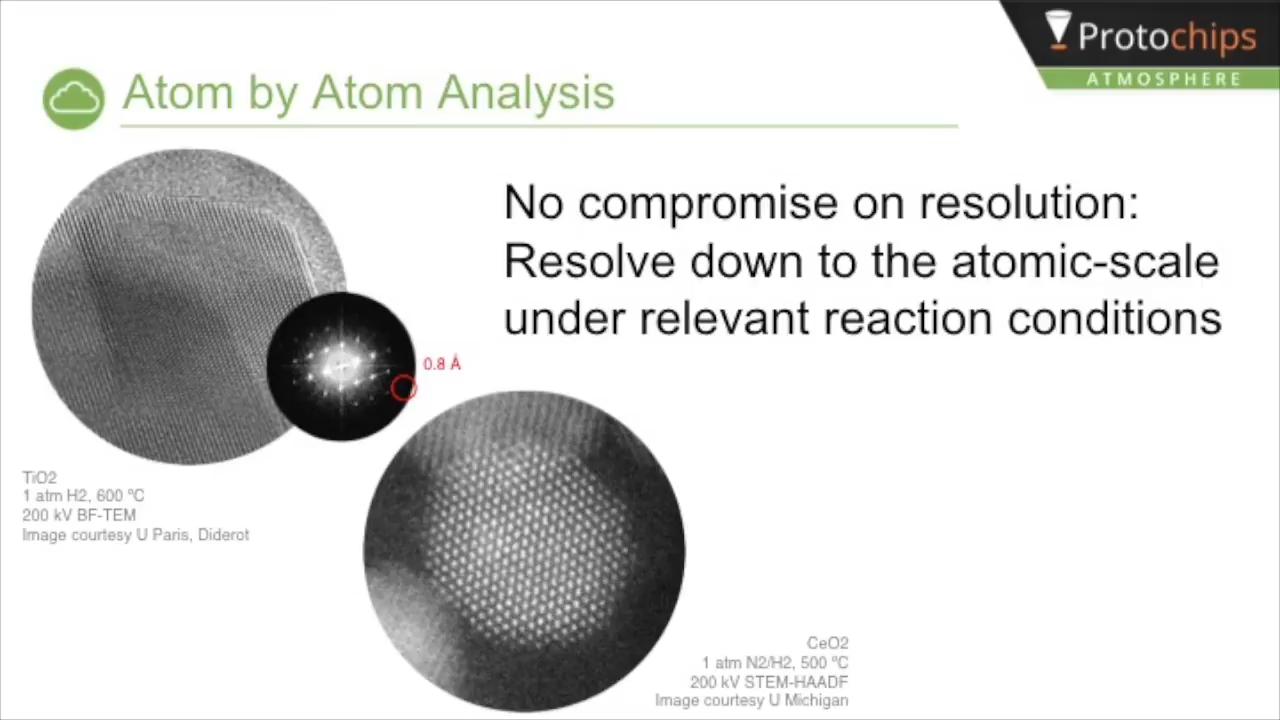 Protochips
ATMOSPHERE
Atom by Atom Analysis
No compromise on resolution:
Resolve down to the atomic-scale
under relevant reaction conditions
0.8 Å
TiO2
1 atm H2, 600 ºC
200 kV BF-TEM
Image courtesy U Paris, Diderot
CeO2
1 atm N2/H2, 500 ºC
200 kV STEM-HAADF
Image courtesy U Michigan